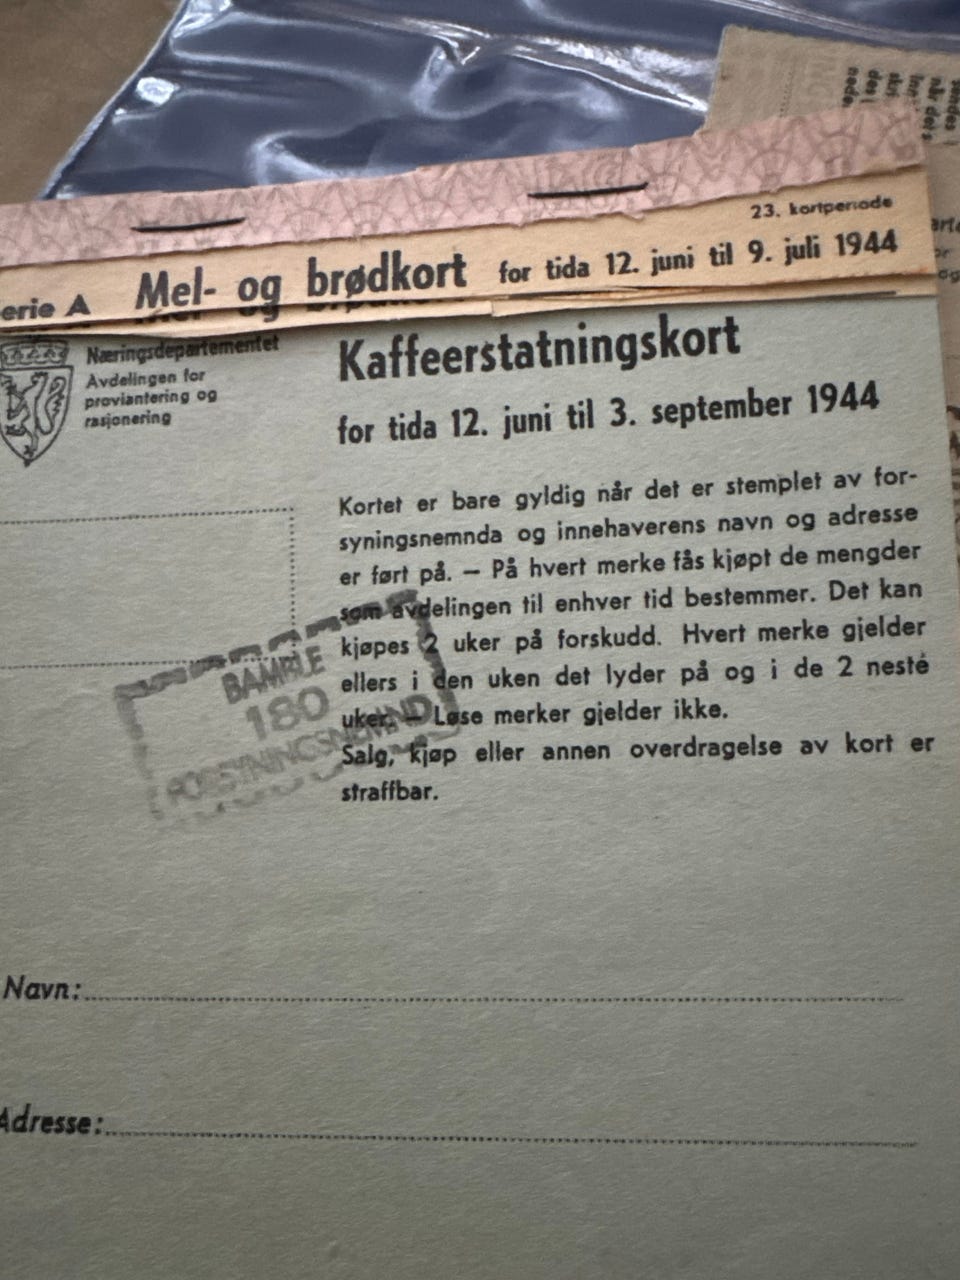 23. kortperiode
erie A Mel- og brødkort for tida 12. juni til 9. juli 1944
Næringsdepartementet
Avdelingen for
proviantering og
rasjonering
Kaffeerstatningskort
for tida 12. juni til 3. september 1944
Kortet er bare gyldig når det er stemplet av for-
syningsnemnda og innehaverens navn og adresse
er ført på. — På hvert merke fås kjøpt de mengder
som avdelingen til enhver tid bestemmer. Det kan
kjøpes 2 uker på forskudd. Hvert merke gjelder
ellers i den uken det lyder på og i de 2 neste
uker. — Løse merker gjelder ikke.
Salg, kjøp eller annen overdragelse av kort er
straffbar.
BAMBLE
180
FORSYNINGSNEMND
Navn:
Adresse: